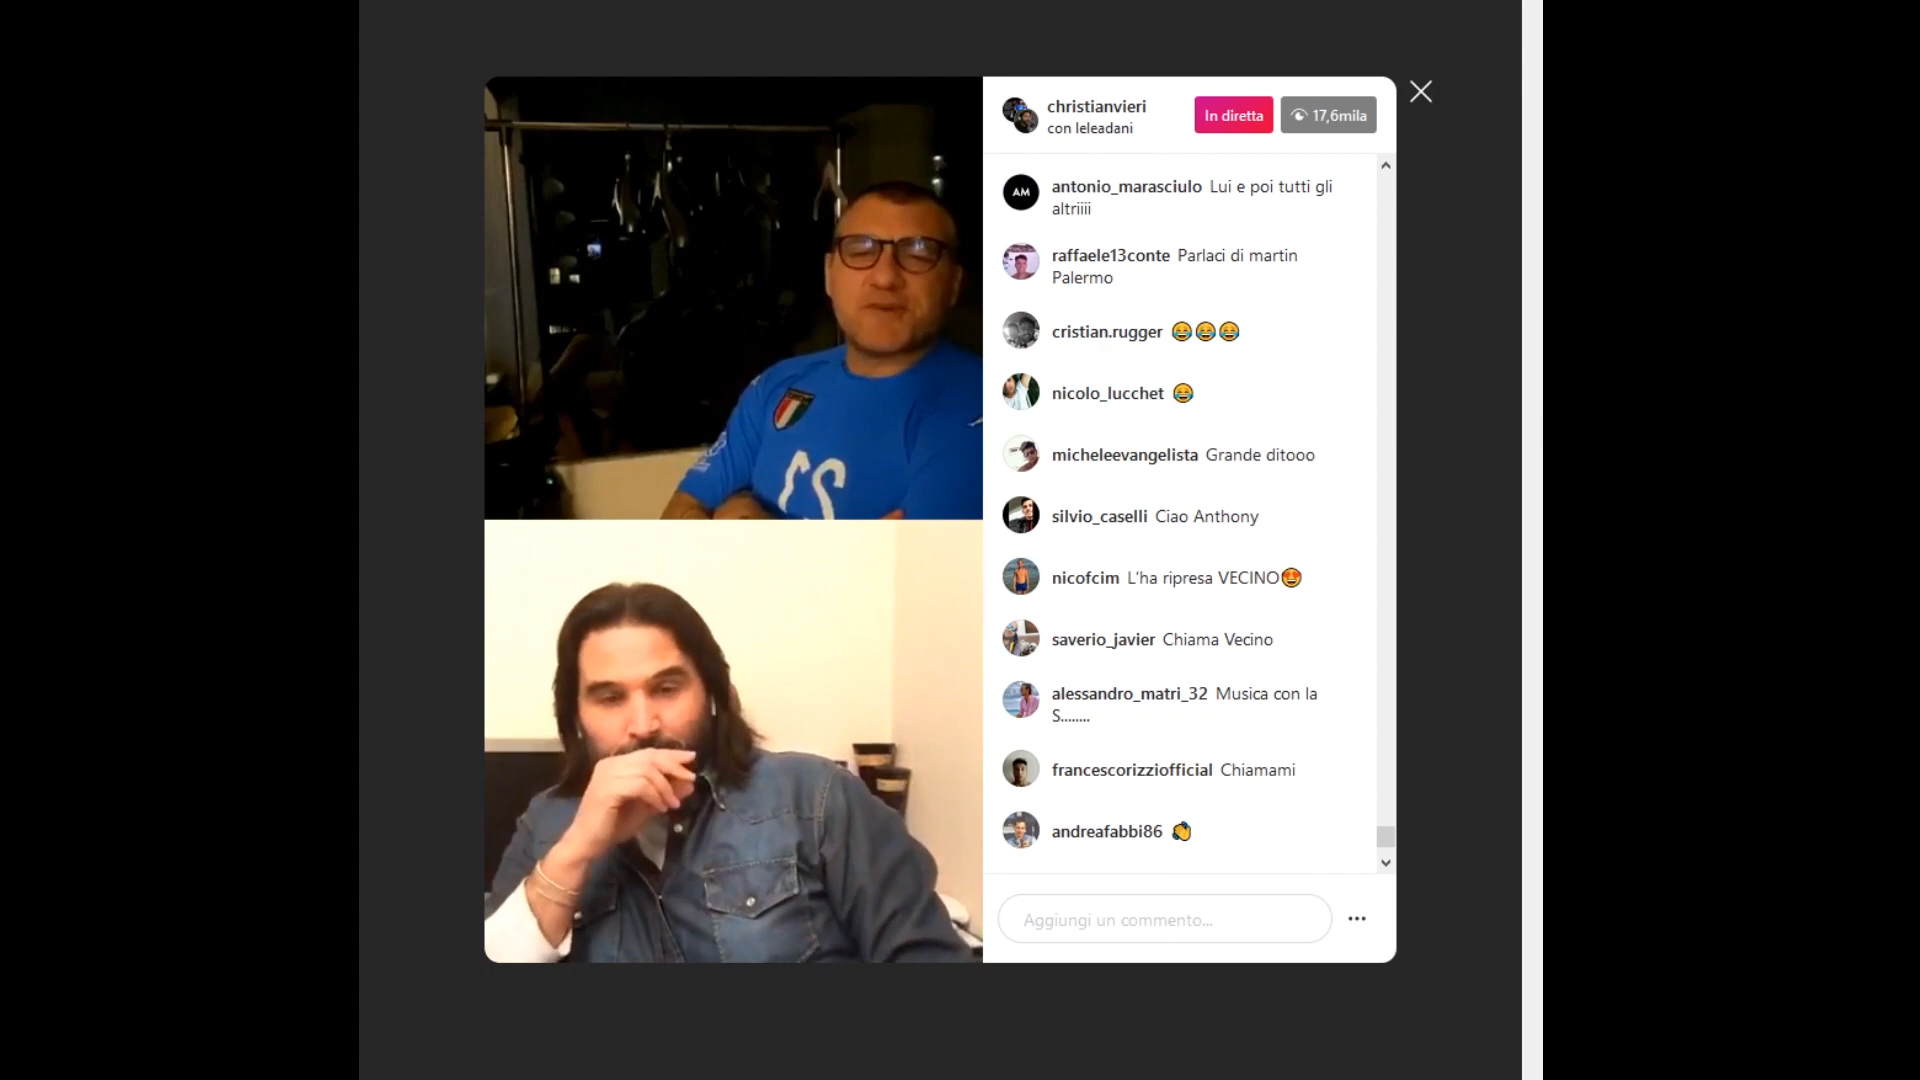 christianvieri
con leleadani
In diretta
17,6mila
AM
antonio_marasciulo Lui e poi tutti gli
altriiii
raffaele13conte Parlaci di martin
Palermo
cristian.rugger 😂😂😂
nicolo_lucchet 😂
micheleevangelista Grande ditooo
silvio_caselli Ciao Anthony
nicofcim L'ha ripresa VECINO😍
saverio_javier Chiama Vecino
alessandro_matri_32 Musica con la
S........
francescorizziofficial Chiamami
andreafabbi86 👏
Aggiungi un commento...